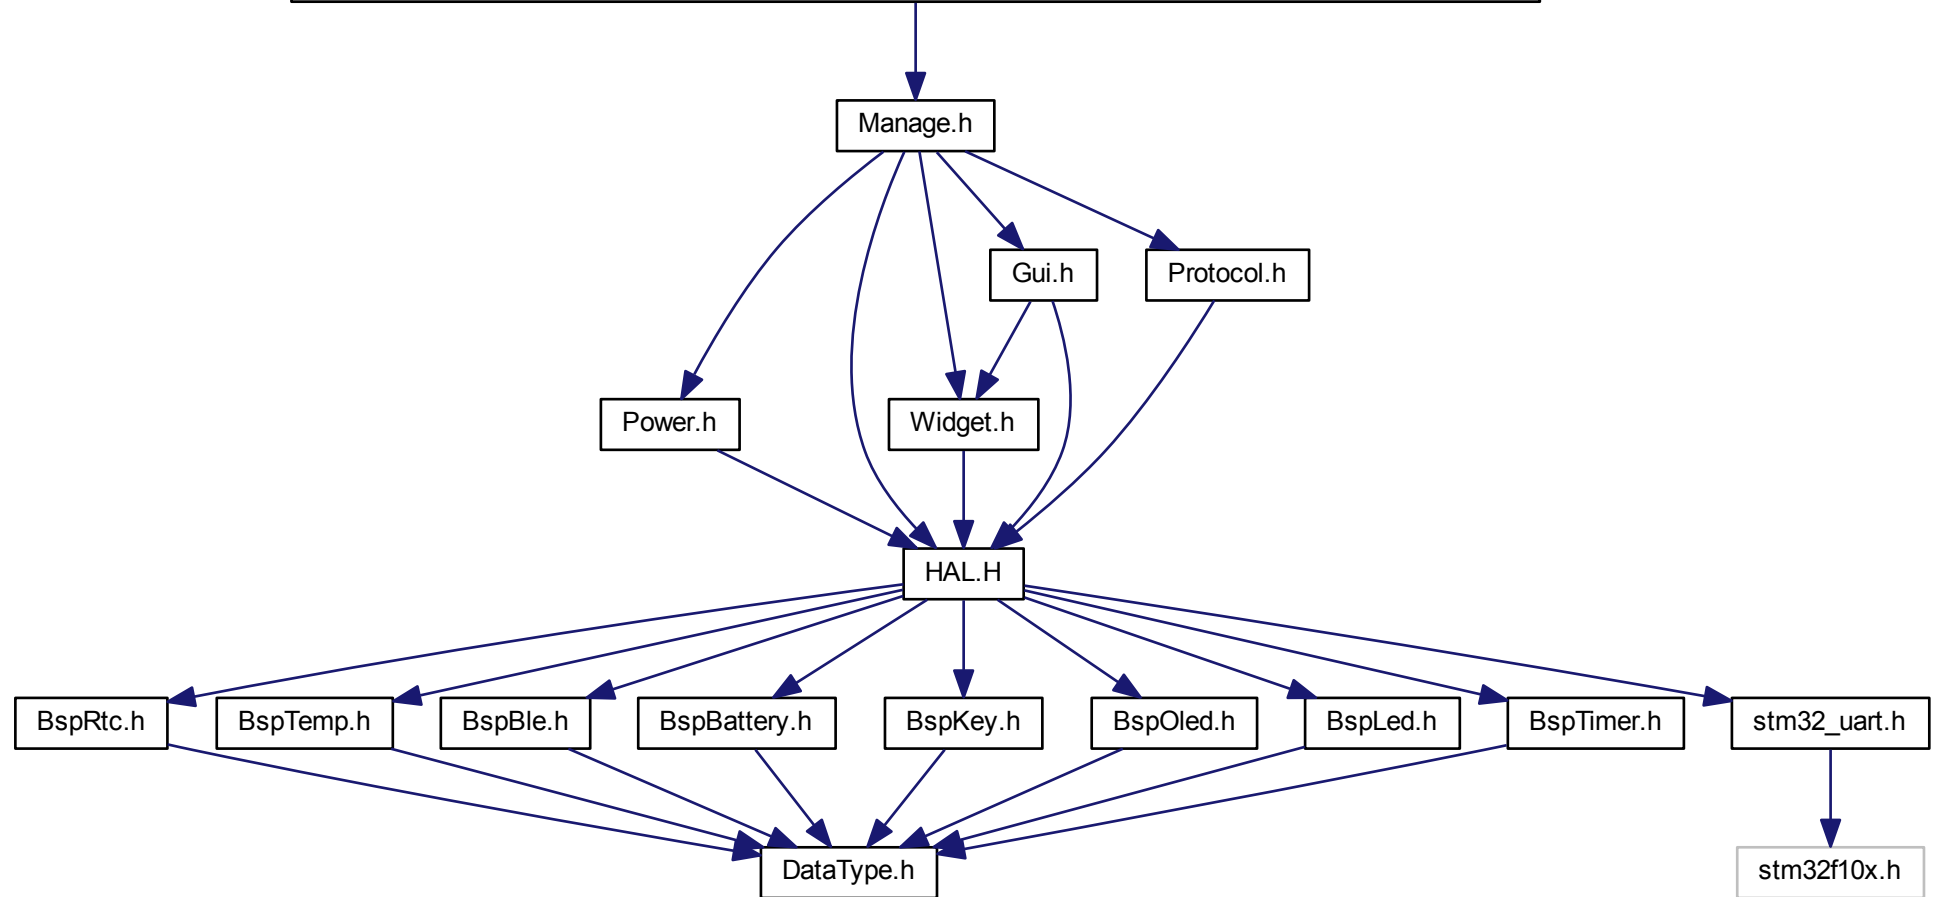 Manage.h
Gui.h
Protocol.h
Power.h
Widget.h
HAL.H
BspRtc.h
BspTemp.h
BspBle.h
BspBattery.h
BspKey.h
BspOled.h
BspLed.h
BspTimer.h
stm32_uart.h
DataType.h
stm32f10x.h